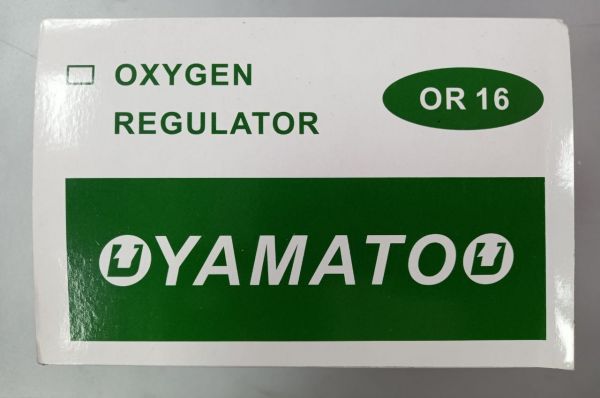 OXYGEN
REGULATOR
OR 16
YAMATO